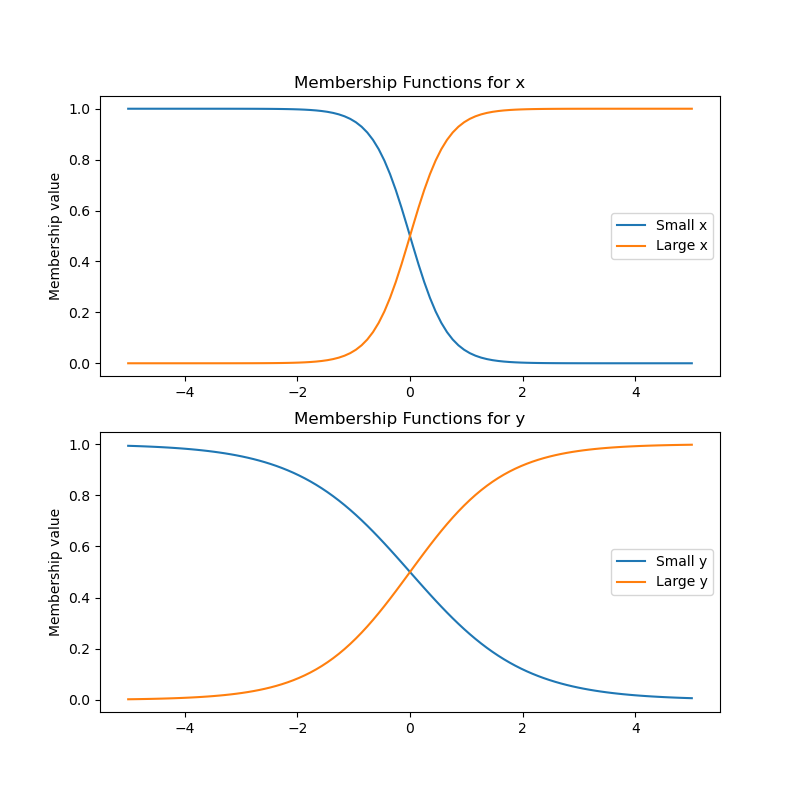 Membership Functions for x
Membership value
1.0
0.8
0.6
0.4
0.2
0.0
Small x
Large x
−4
−2
0
2
4
Membership Functions for y
Membership value
1.0
0.8
0.6
0.4
0.2
0.0
Small y
Large y
−4
−2
0
2
4